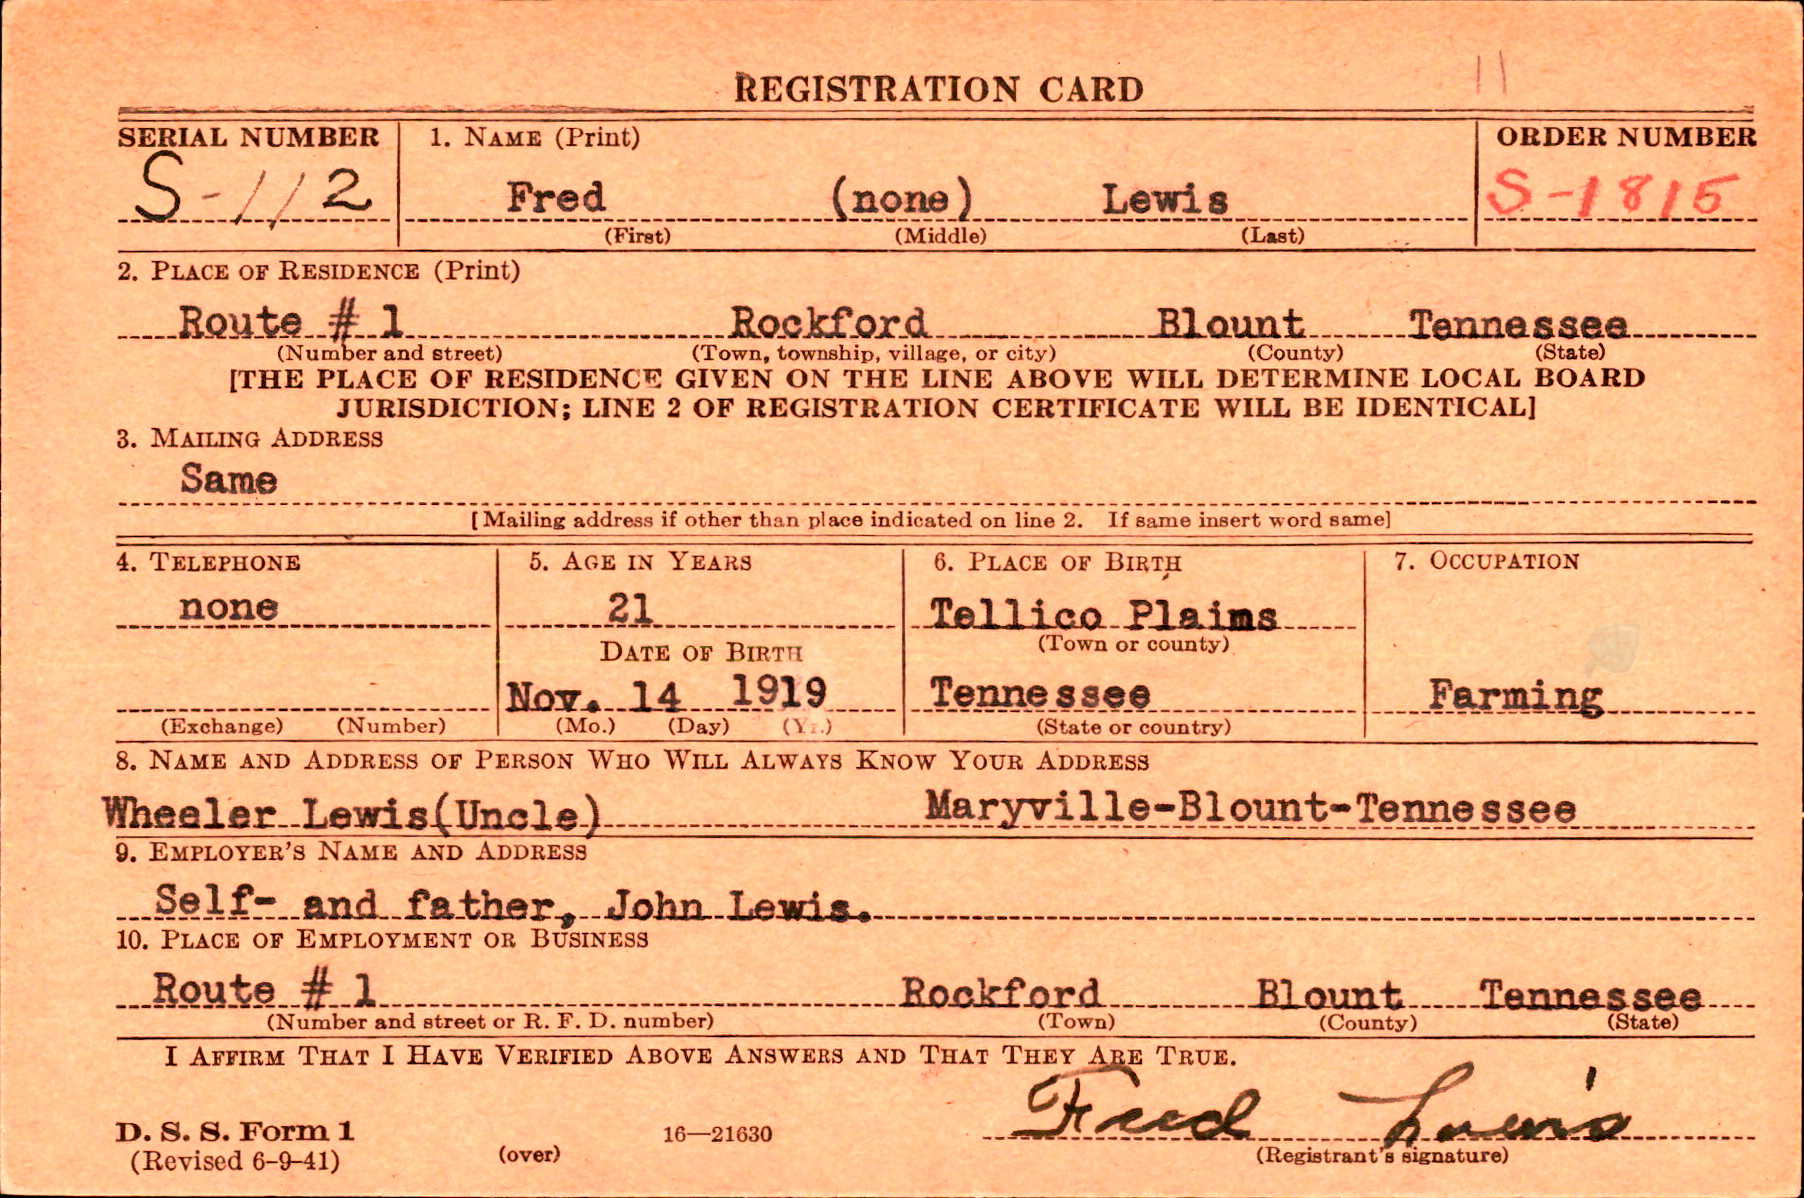 REGISTRATION CARD
SERIAL NUMBER 1. NAME (Print) ORDER NUMBER
S-112 Fred (none) Lewis S-1815
(First) (Middle) (Last)
2. PLACE OF RESIDENCE (Print)
Route # 1 Rockford Blount Tennessee
(Number and street) (Town, township, village, or city) (County) (State)
[THE PLACE OF RESIDENCE GIVEN ON THE LINE ABOVE WILL DETERMINE LOCAL BOARD
JURISDICTION; LINE 2 OF REGISTRATION CERTIFICATE WILL BE IDENTICAL]
3. MAILING ADDRESS
Same
[Mailing address if other than place indicated on line 2. If same insert word same]
4. TELEPHONE 5. AGE IN YEARS 6. PLACE OF BIRTH 7. OCCUPATION
none 21 Tellico Plains
(Town or county)
DATE OF BIRTH
Nov. 14 1919 Tennessee Farming
(Exchange) (Number) (Mo.) (Day) (Yr.) (State or country)
8. NAME AND ADDRESS OF PERSON WHO WILL ALWAYS KNOW YOUR ADDRESS
Wheeler Lewis(Uncle) Maryville-Blount-Tennessee
9. EMPLOYER'S NAME AND ADDRESS
Self- and father, John Lewis.
10. PLACE OF EMPLOYMENT OR BUSINESS
Route # 1 Rockford Blount Tennessee
(Number and street or R. F. D. number) (Town) (County) (State)
I AFFIRM THAT I HAVE VERIFIED ABOVE ANSWERS AND THAT THEY ARE TRUE.
Fred Lewis
D. S. S. Form 1
(Revised 6-9-41) (over) 16—21630 (Registrant's signature)